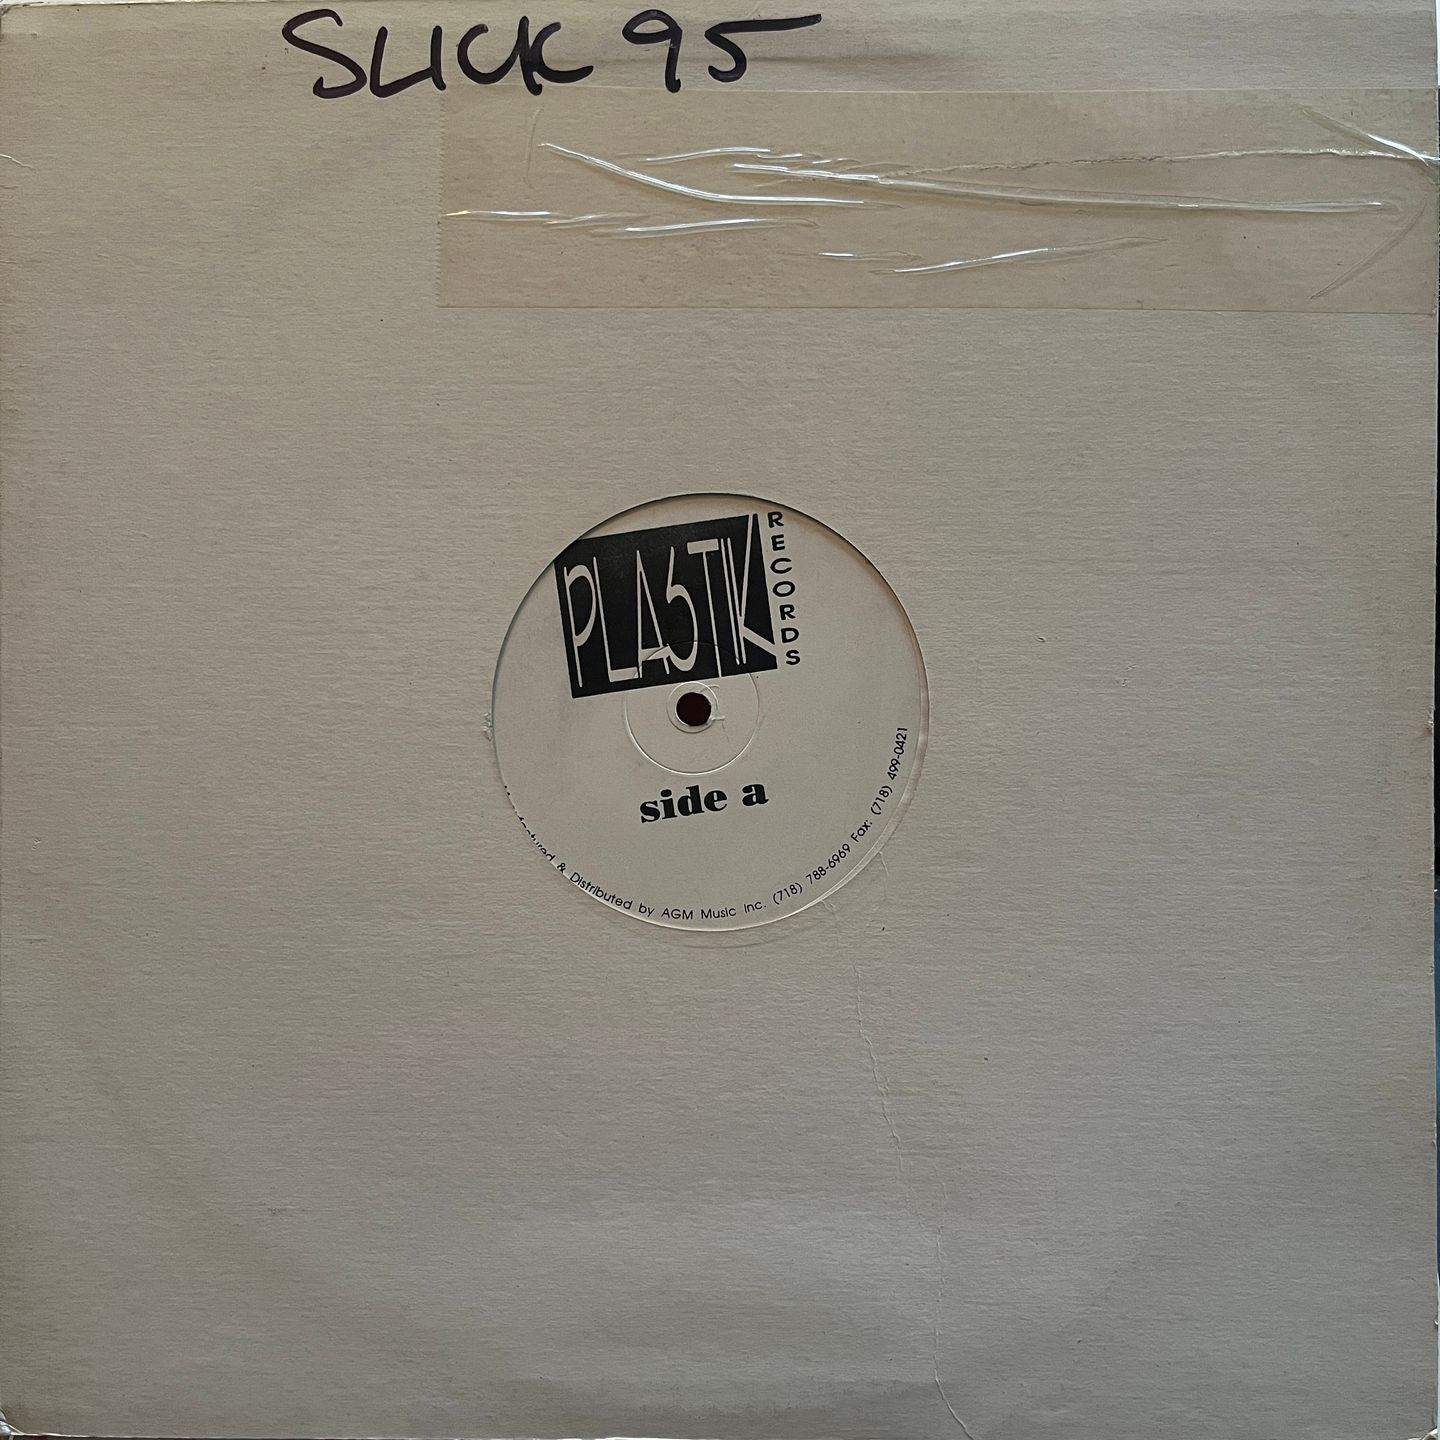 SLICK 95
PLASTIK
RECORDS
side a
& Distributed by AGM Music Inc. (718) 788-6969 Fax: (718) 499-0421